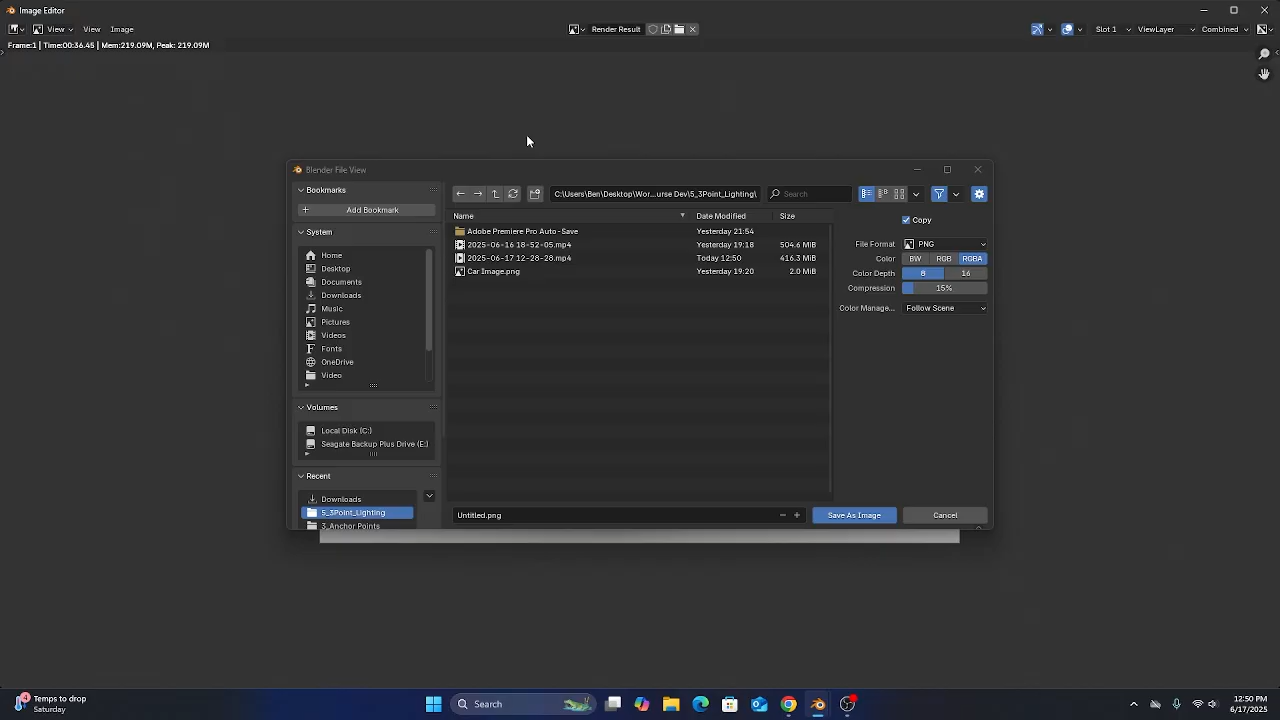 Image Editor
View View Image Render Result Slot 1 ViewLayer Combined
Frame:1 | Time:00:36.45 | Mem:219.09M, Peak: 219.09M
Blender File View
Bookmarks
Add Bookmark
System
Home
Desktop
Documents
Downloads
Music
Pictures
Videos
Fonts
OneDrive
Video
Volumes
Local Disk (C:)
Seagate Backup Plus Drive (E:)
Recent
Downloads
5_3Point_Lighting
3_Anchor Points
C:\Users\Ben\Desktop\Wor...urse Dev\5_3Point_Lighting\
Search
Name Date Modified Size
Adobe Premiere Pro Auto-Save Yesterday 21:54
2025-06-16 18-52-05.mp4 Yesterday 19:18 504.6 MiB
2025-06-17 12-28-28.mp4 Today 12:50 416.3 MiB
Car Image.png Yesterday 19:20 2.0 MiB
Untitled.png
Copy
File Format PNG
Color BW RGB RGBA
Color Depth 8 16
Compression 15%
Color Manage... Follow Scene
Save As Image Cancel
4
Temps to drop
Saturday
Search
12:50 PM
6/17/2025